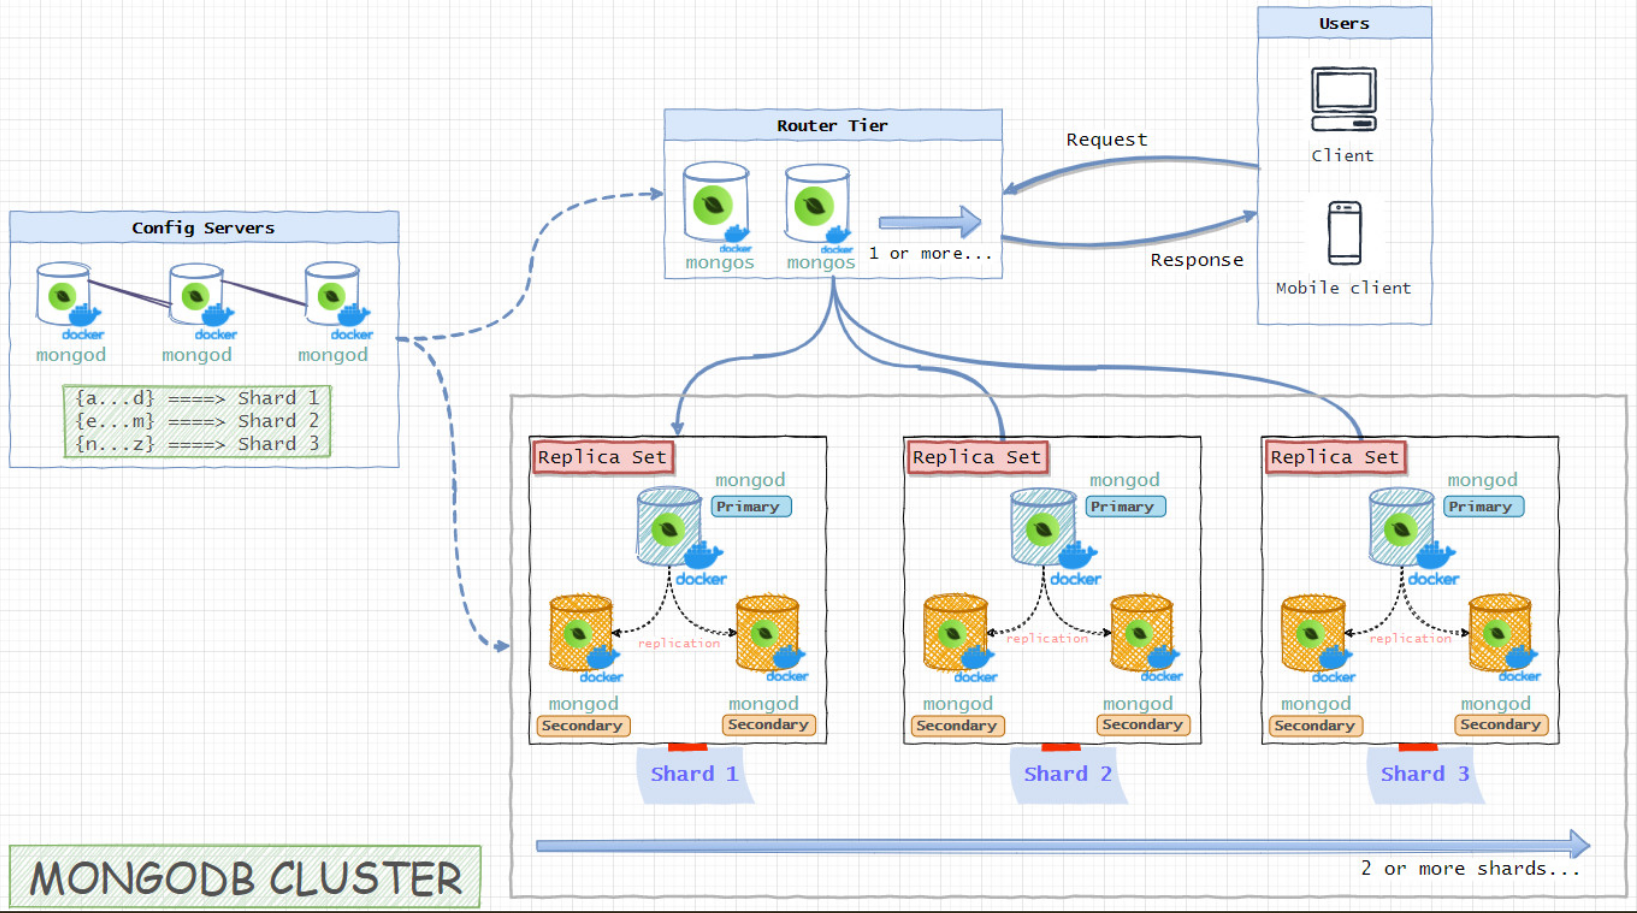 Users
Client
Mobile client
Request
Response
Router Tier
docker
docker
mongos
mongos
1 or more...
Config Servers
docker
docker
docker
mongod
mongod
mongod
{a...d} ====> Shard 1
{e...m} ====> Shard 2
{n...z} ====> Shard 3
Replica Set
mongod
Primary
docker
replication
docker
docker
mongod
mongod
Secondary
Secondary
Shard 1
Replica Set
mongod
Primary
docker
replication
docker
docker
mongod
mongod
Secondary
Secondary
Shard 2
Replica Set
mongod
Primary
docker
replication
docker
docker
mongod
mongod
Secondary
Secondary
Shard 3
2 or more shards...
MONGODB CLUSTER